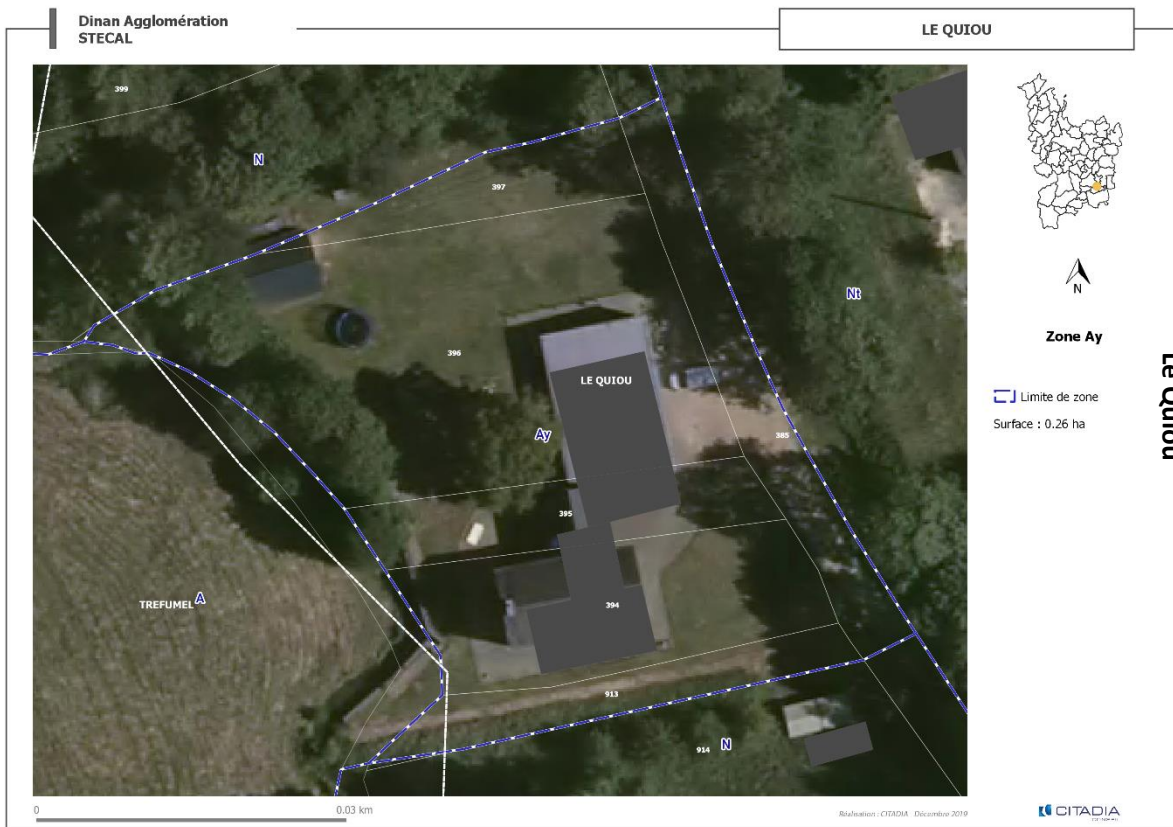 Dinan Agglomération
STECAL
LE QUIOU
399
N
397
Nt
N
Zone Ay
396
LE QUIOU
Limite de zone
Surface : 0.26 ha
Le Quiou
Ay
385
395
TREFUMEL A
394
913
914 N
0 0.03 km
Réalisation : CITADIA Décembre 2019
CITADIA